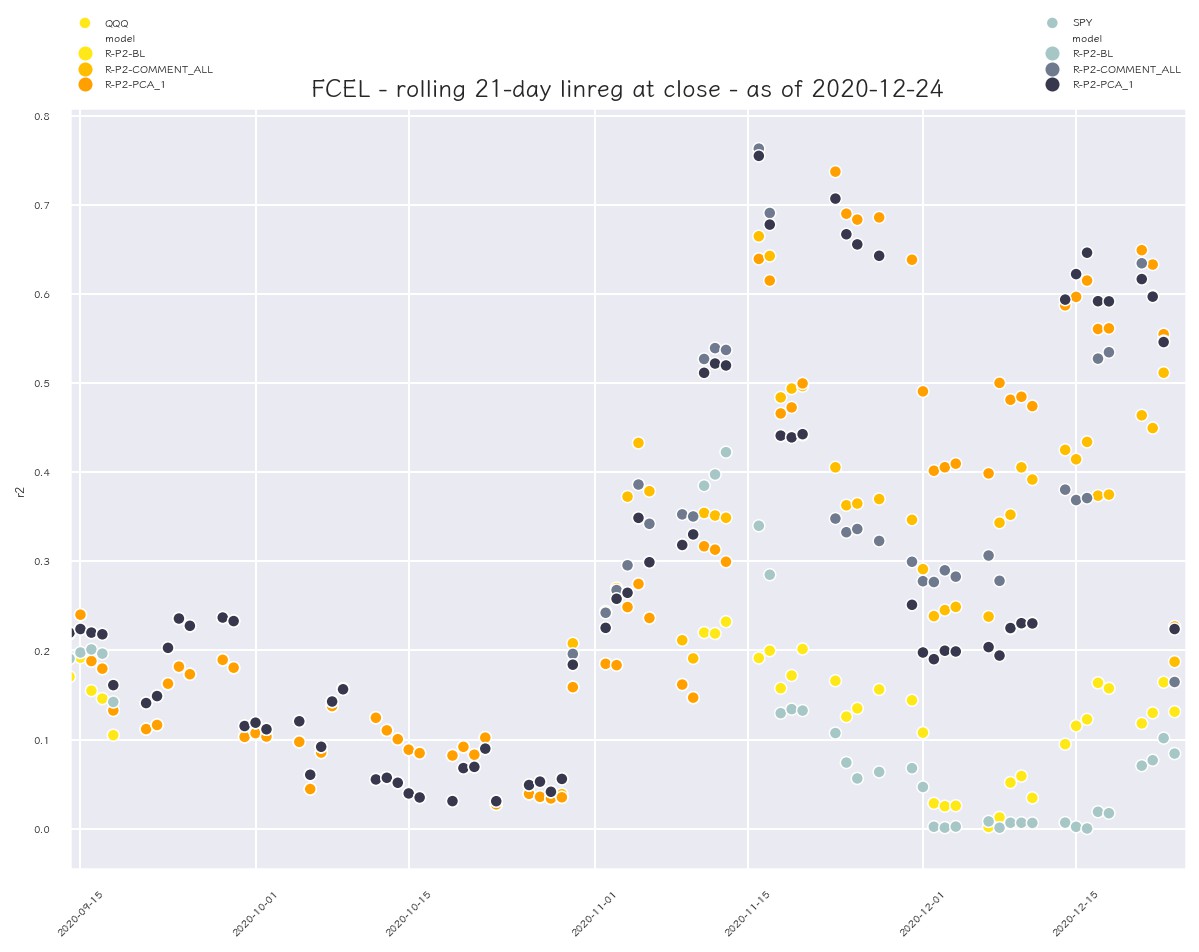 QQQ
model
R-P2-BL
R-P2-COMMENT_ALL
R-P2-PCA_1
SPY
model
R-P2-BL
R-P2-COMMENT_ALL
R-P2-PCA_1
FCEL - rolling 21-day linreg at close - as of 2020-12-24
0.8
0.7
0.6
0.5
0.4
0.3
0.2
0.1
0.0
r2
2020-09-15
2020-10-01
2020-10-15
2020-11-01
2020-11-15
2020-12-01
2020-12-15